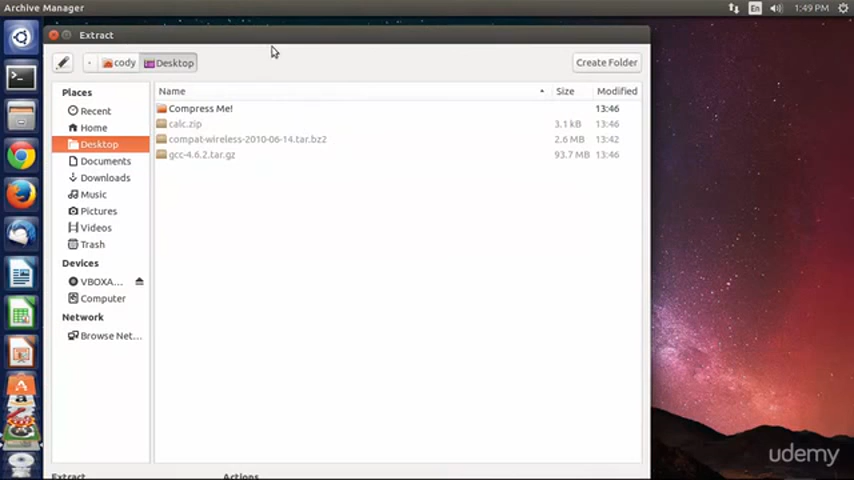 Archive Manager
En
1:49 PM
Extract
cody
Desktop
Create Folder
Places
Name
Size
Modified
Recent
Home
Desktop
Documents
Downloads
Music
Pictures
Videos
Trash
Devices
VBOXA...
Computer
Network
Browse Net...
Compress Me!
13:46
calc.zip
3.1 kB
13:46
compat-wireless-2010-06-14.tar.bz2
2.6 MB
13:42
gcc-4.6.2.tar.gz
93.7 MB
13:46
Extract
Actions
udemy